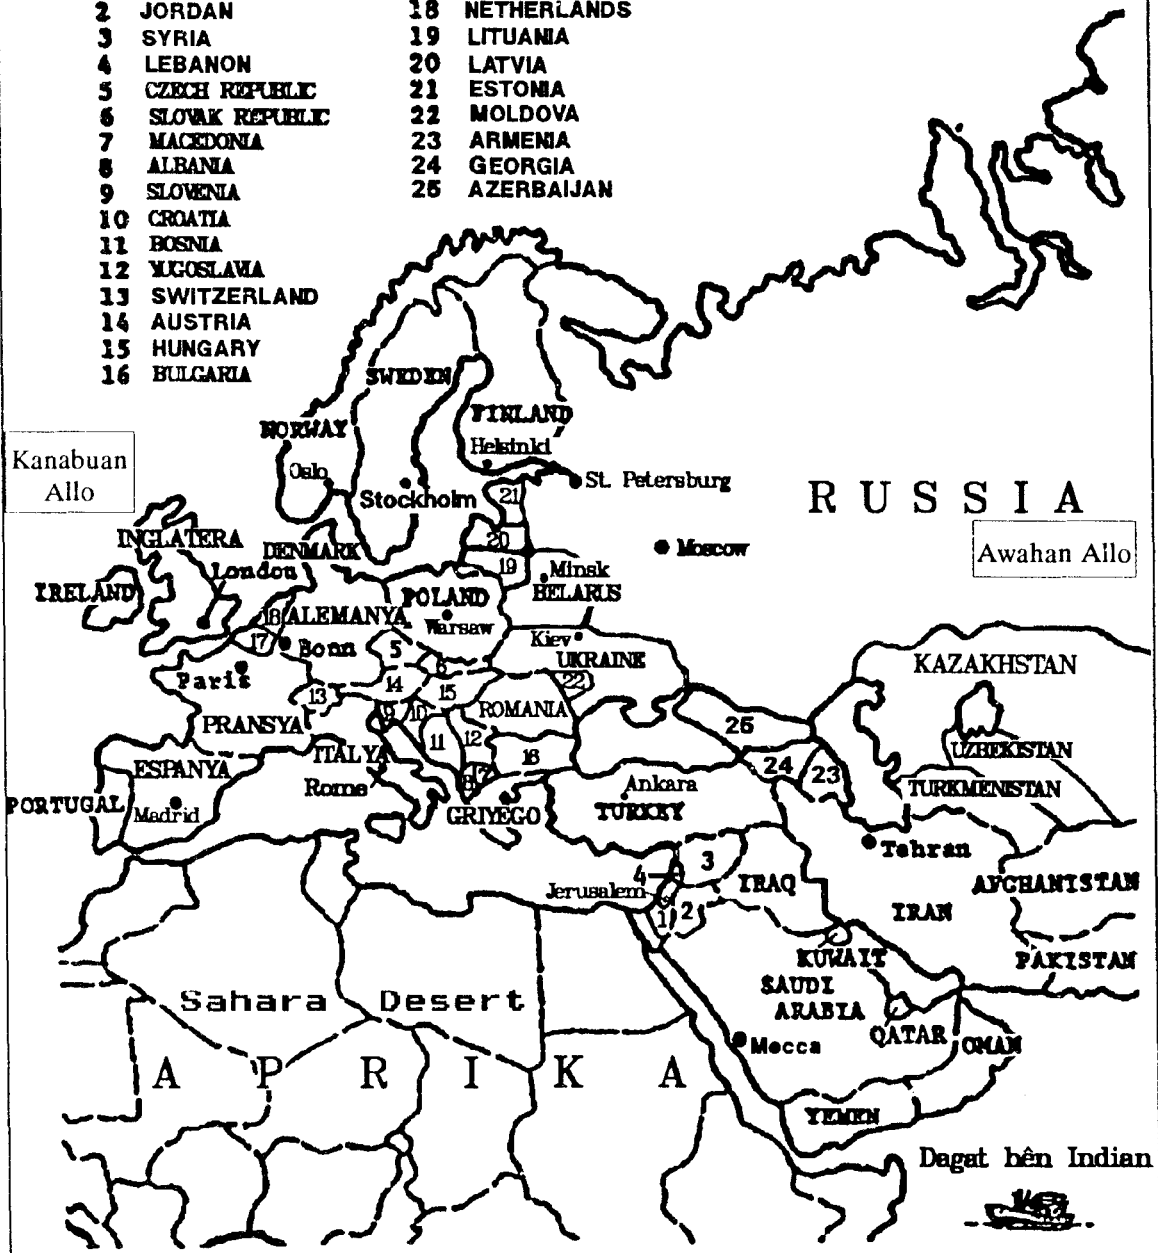 2 JORDAN
3 SYRIA
4 LEBANON
5 CZECH REPUBLIC
6 SLOVAK REPUBLIC
7 MACEDONIA
8 ALBANIA
9 SLOVENIA
10 CROATIA
11 BOSNIA
12 YUGOSLAVIA
13 SWITZERLAND
14 AUSTRIA
15 HUNGARY
16 BULGARIA
18 NETHERLANDS
19 LITUANIA
20 LATVIA
21 ESTONIA
22 MOLDOVA
23 ARMENIA
24 GEORGIA
25 AZERBAIJAN
SWEDEN
NORWAY
FINLAND
Helsinki
Kanabuan
Allo
Oslo
Stockholm
21
St. Petersburg
RUSSIA
INGLATERA
DENMARK
20
Moscow
Awahan Allo
London
19
Minsk
IRELAND
BELARUS
POLAND
18
ALEMANYA
Warsaw
17
Bonn
5
Kiev
UKRAINE
KAZAKHSTAN
Paris
6
22
13
14
15
ROMANIA
9
10
PRANSYA
11
12
25
ITALYA
16
UZBEKISTAN
ESPANYA
24
23
7
8
Rome
Ankara
TURKEY
TURKMENISTAN
PORTUGAL
Madrid
GRIYEGO
Tehran
3
4
IRAQ
AFGHANISTAN
Jerusalem
1
2
IRAN
KUWAIT
PAKISTAN
SAUDI
ARABIA
Sahara Desert
QATAR
OMAN
Mecca
APRIKA
YEMEN
Dagat bên Indian